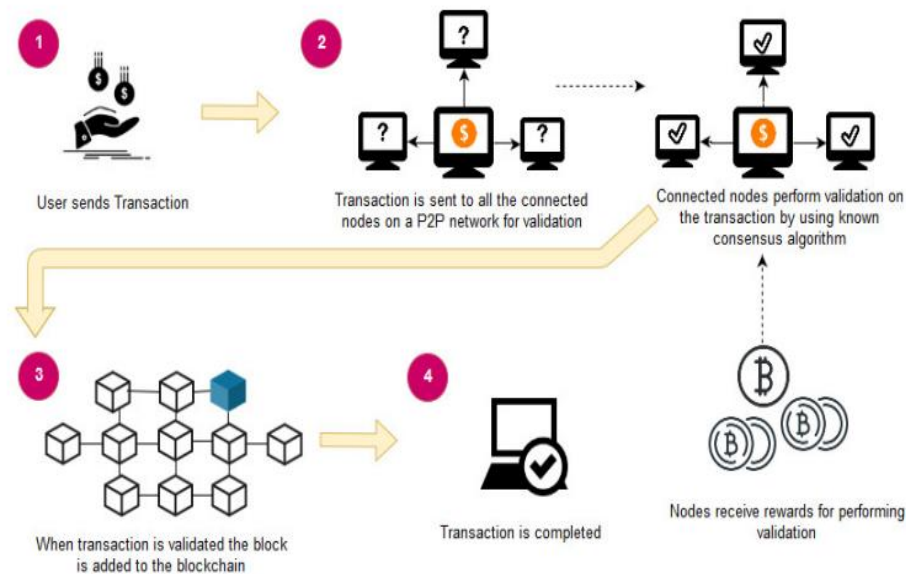 1
User sends Transaction
2
?
?
?
$
Transaction is sent to all the connected
nodes on a P2P network for validation
$
Connected nodes perform validation on
the transaction by using known
consensus algorithm
3
When transaction is validated the block
is added to the blockchain
4
Transaction is completed
Nodes receive rewards for performing
validation